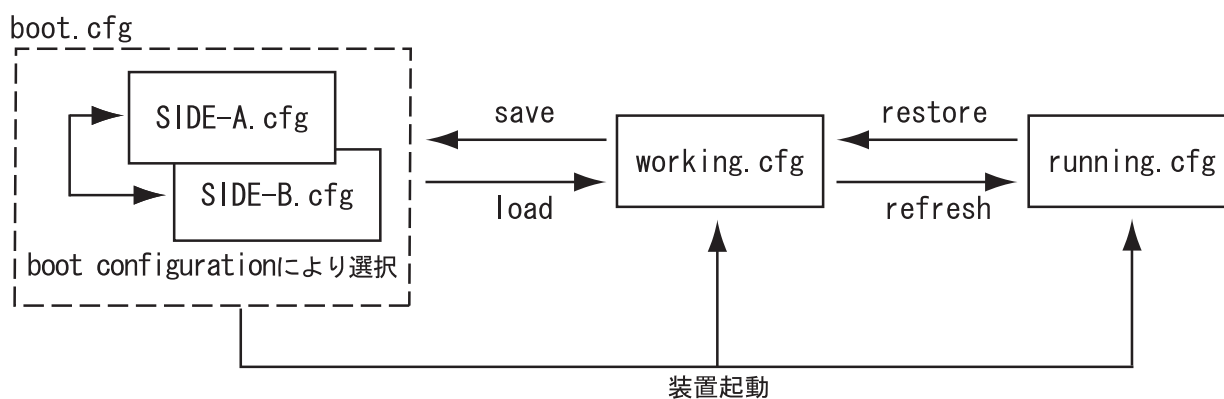 boot.cfg
SIDE-A.cfg
SIDE-B.cfg
boot configurationにより選択
save
load
working.cfg
restore
refresh
running.cfg
装置起動